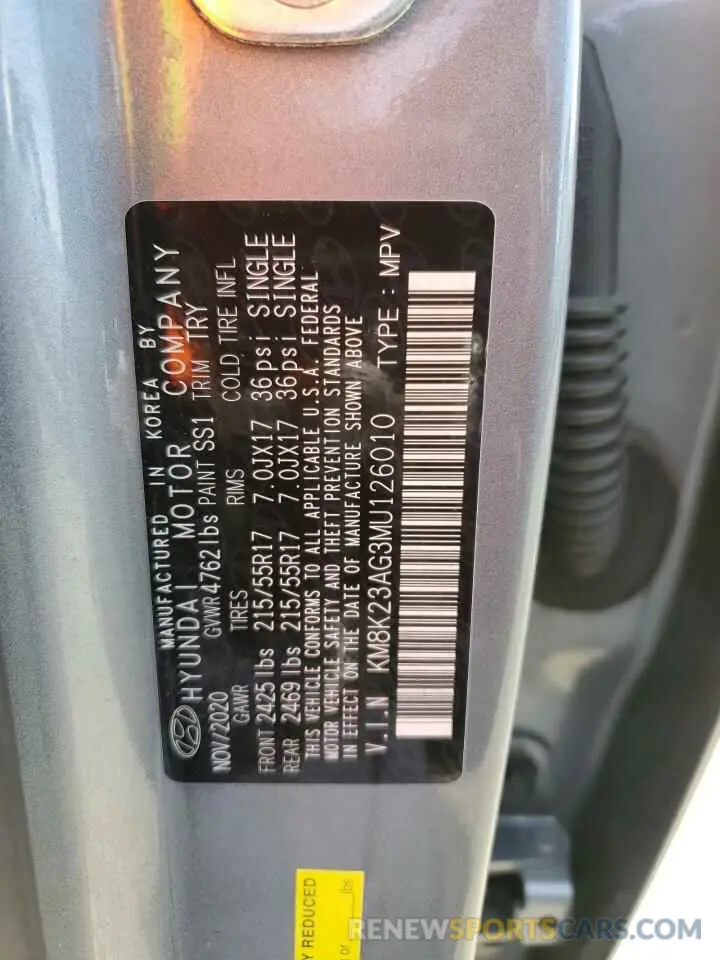 MANUFACTURED IN KOREA BY
HYUNDAI MOTOR COMPANY
NOV/2020 GVWR 4762 lbs PAINT SS1 TRIM TRY
GAWR TIRES RIMS COLD TIRE INFL
FRONT 2425 lbs 215/55R17 7.0JX17 36psi SINGLE
REAR 2469 lbs 215/55R17 7.0JX17 36psi SINGLE
THIS VEHICLE CONFORMS TO ALL APPLICABLE U.S.A. FEDERAL
MOTOR VEHICLE SAFETY AND THEFT PREVENTION STANDARDS
IN EFFECT ON THE DATE OF MANUFACTURE SHOWN ABOVE
V.I.N KM8K23AG3MU126010 TYPE : MPV
Y REDUCED
or lbs
RENEWSPORTSCARS.COM